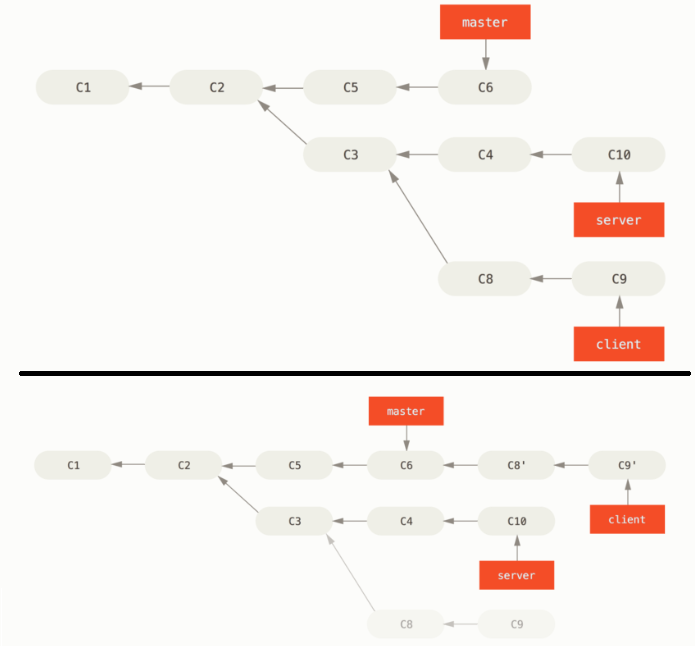 master
C1 C2 C5 C6
C3 C4 C10
server
C8 C9
client
master
C1 C2 C5 C6 C8' C9'
C3 C4 C10
client
server
C8 C9